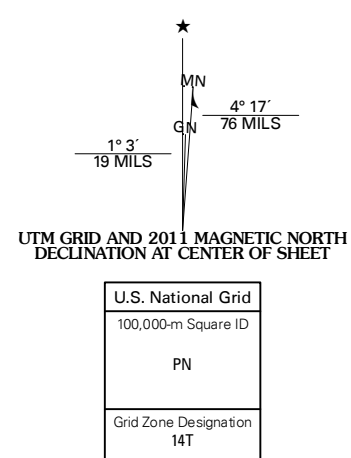 ★
MN
GN
4° 17´
76 MILS
1° 3´
19 MILS
UTM GRID AND 2011 MAGNETIC NORTH
DECLINATION AT CENTER OF SHEET
U.S. National Grid
100,000-m Square ID
PN
Grid Zone Designation
14T